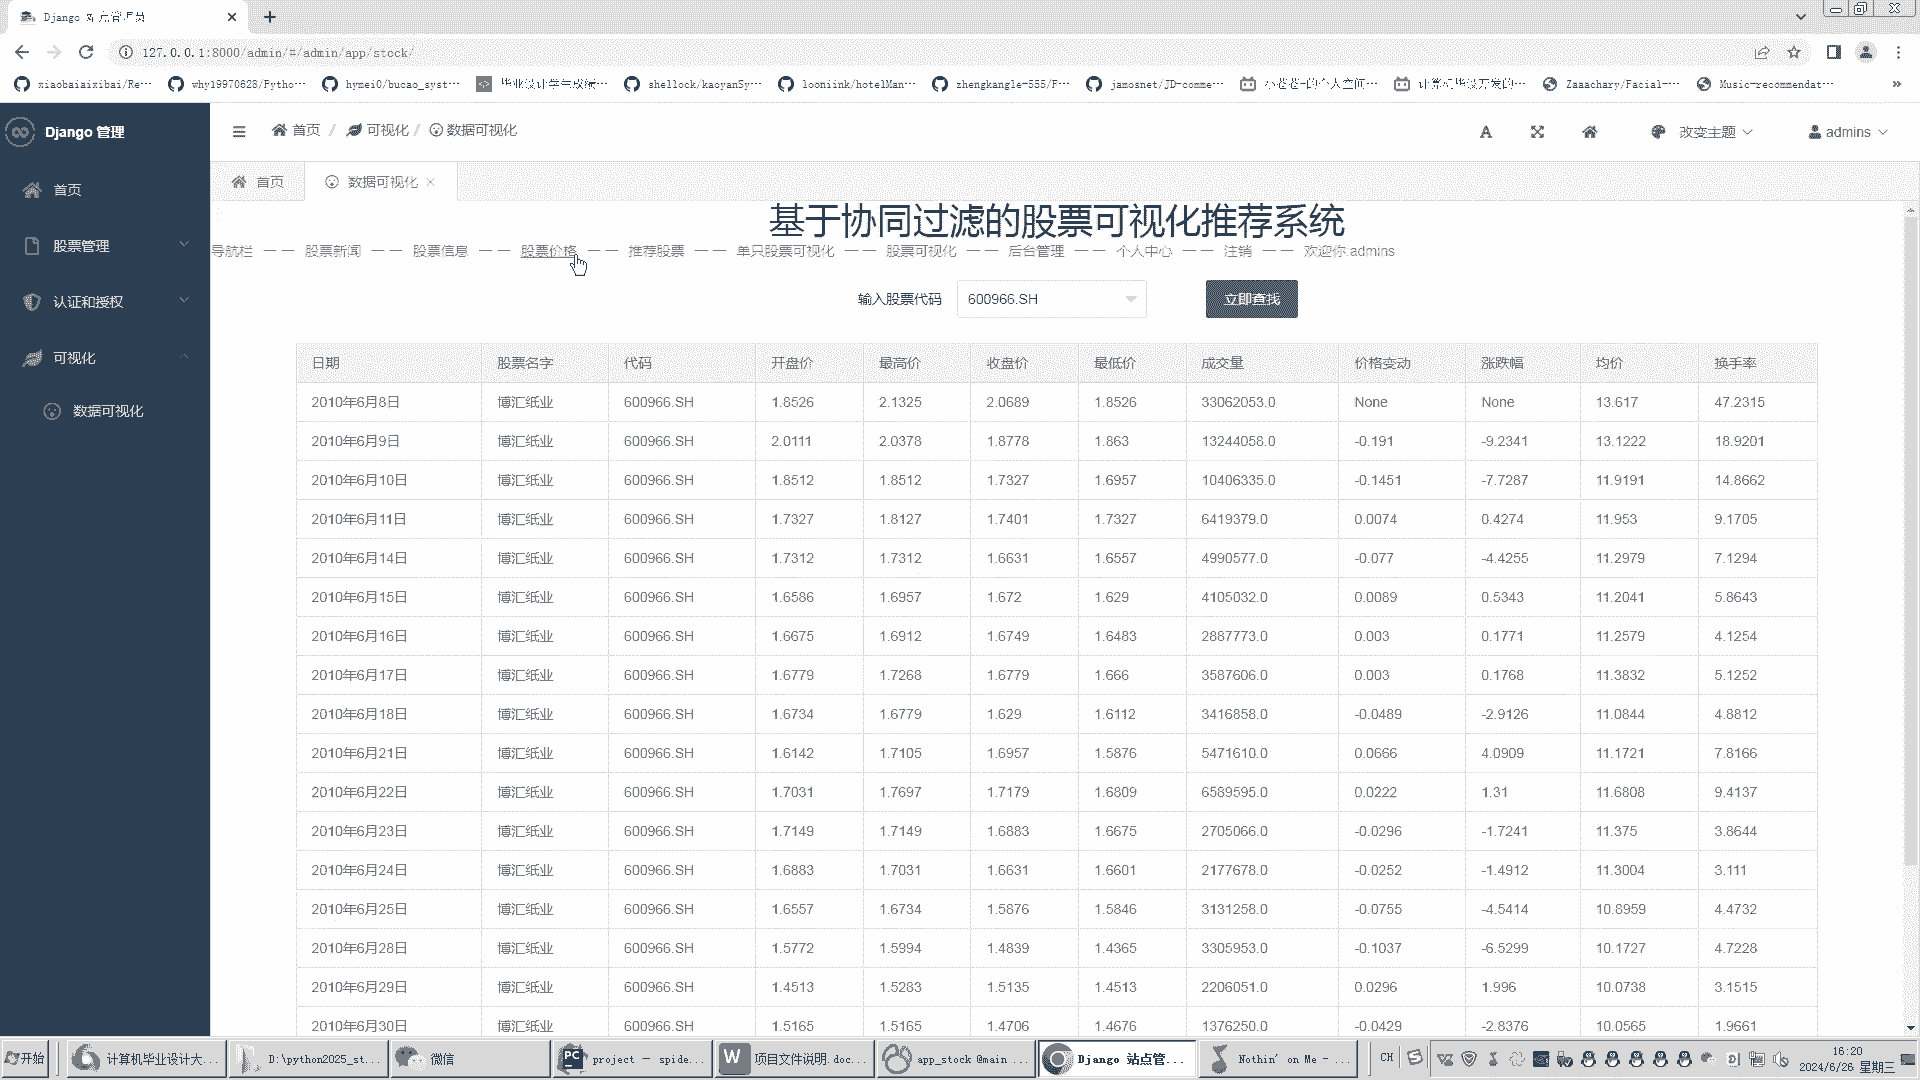 Django 站点管理员
127.0.0.1:8000/admin/#/admin/app/stock/
xiaobaiaixibai/Re··· why19970628/Pytho··· hymei0/bucao_syst··· 毕业设计学生成绩··· shellock/kaoyanSy··· looniink/hotelMan··· zhengkangle-555/F··· jamosnet/JD-comme··· Zaaachary/Facial-··· Music-recommendat··· »
Django 管理
首页 / 可视化 / 数据可视化
A 改变主题 admins
首页
股票管理
认证和授权
可视化
数据可视化
首页 数据可视化
基于协同过滤的股票可视化推荐系统
导航栏 —— 股票新闻 —— 股票信息 —— 股票价格 —— 推荐股票 —— 单只股票可视化 —— 股票可视化 —— 后台管理 —— 个人中心 —— 注销 —— 欢迎你:admins
输入股票代码 600966.SH 立即查找
日期 股票名字 代码 开盘价 最高价 收盘价 最低价 成交量 价格变动 涨跌幅 均价 换手率
2010年6月8日 博汇纸业 600966.SH 1.8526 2.1325 2.0689 1.8526 33062053.0 None None 13.617 47.2315
2010年6月9日 博汇纸业 600966.SH 2.0111 2.0378 1.8778 1.863 13244058.0 -0.191 -9.2341 13.1222 18.9201
2010年6月10日 博汇纸业 600966.SH 1.8512 1.8512 1.7327 1.6957 10406335.0 -0.1451 -7.7287 11.9191 14.8662
2010年6月11日 博汇纸业 600966.SH 1.7327 1.8127 1.7401 1.7327 6419379.0 0.0074 0.4274 11.953 9.1705
2010年6月14日 博汇纸业 600966.SH 1.7312 1.7312 1.6631 1.6557 4990577.0 -0.077 -4.4255 11.2979 7.1294
2010年6月15日 博汇纸业 600966.SH 1.6586 1.6957 1.672 1.629 4105032.0 0.0089 0.5343 11.2041 5.8643
2010年6月16日 博汇纸业 600966.SH 1.6675 1.6912 1.6749 1.6483 2887773.0 0.003 0.1771 11.2579 4.1254
2010年6月17日 博汇纸业 600966.SH 1.6779 1.7268 1.6779 1.666 3587606.0 0.003 0.1768 11.3832 5.1252
2010年6月18日 博汇纸业 600966.SH 1.6734 1.6779 1.629 1.6112 3416858.0 -0.0489 -2.9126 11.0844 4.8812
2010年6月21日 博汇纸业 600966.SH 1.6142 1.7105 1.6957 1.5876 5471610.0 0.0666 4.0909 11.1721 7.8166
2010年6月22日 博汇纸业 600966.SH 1.7031 1.7697 1.7179 1.6809 6589595.0 0.0222 1.31 11.6808 9.4137
2010年6月23日 博汇纸业 600966.SH 1.7149 1.7149 1.6883 1.6675 2705066.0 -0.0296 -1.7241 11.375 3.8644
2010年6月24日 博汇纸业 600966.SH 1.6883 1.7031 1.6631 1.6601 2177678.0 -0.0252 -1.4912 11.3004 3.111
2010年6月25日 博汇纸业 600966.SH 1.6557 1.6734 1.5876 1.5846 3131258.0 -0.0755 -4.5414 10.8959 4.4732
2010年6月28日 博汇纸业 600966.SH 1.5772 1.5994 1.4839 1.4365 3305953.0 -0.1037 -6.5299 10.1727 4.7228
2010年6月29日 博汇纸业 600966.SH 1.4513 1.5283 1.5135 1.4513 2206051.0 0.0296 1.996 10.0738 3.1515
2010年6月30日 博汇纸业 600966.SH 1.5165 1.5165 1.4706 1.4676 1376250.0 -0.0429 -2.8376 10.0565 1.9661
开始 计算机毕业设计大... D:\python2025_st... 微信 project – spide... 项目文件说明.doc... app_stock @main ... Django 站点管... Nothin' on Me - ... CH 16:20
2024/6/26 星期三